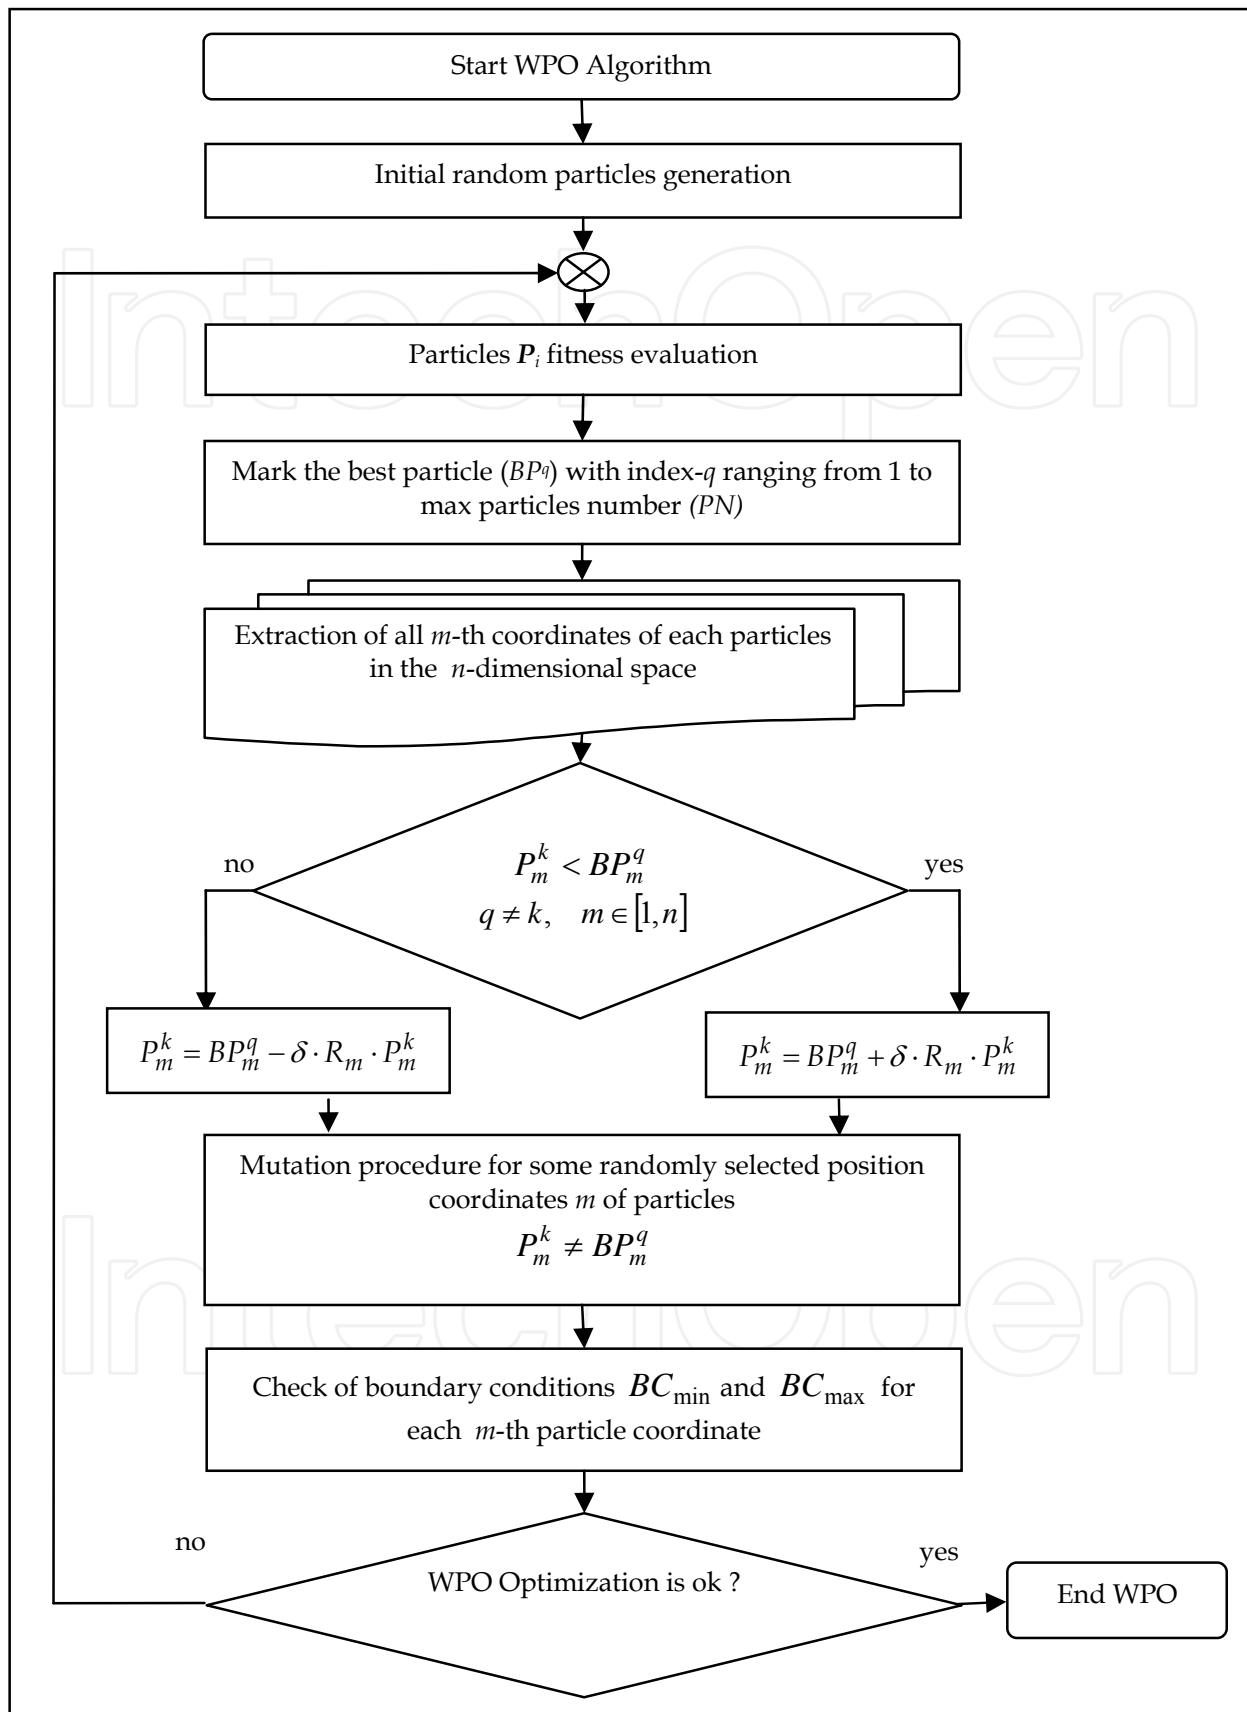 Start WPO Algorithm
Initial random particles generation
Particles P_i fitness evaluation
Mark the best particle (BP^q) with index-q ranging from 1 to
max particles number (PN)
Extraction of all m-th coordinates of each particles
in the n-dimensional space
no
yes
P_m^k < BP_m^q
q ≠ k, m ∈ [1, n]
P_m^k = BP_m^q − δ · R_m · P_m^k
P_m^k = BP_m^q + δ · R_m · P_m^k
Mutation procedure for some randomly selected position
coordinates m of particles
P_m^k ≠ BP_m^q
Check of boundary conditions BC_min and BC_max for
each m-th particle coordinate
no
yes
WPO Optimization is ok ?
End WPO
IntechOpen
IntechOpen